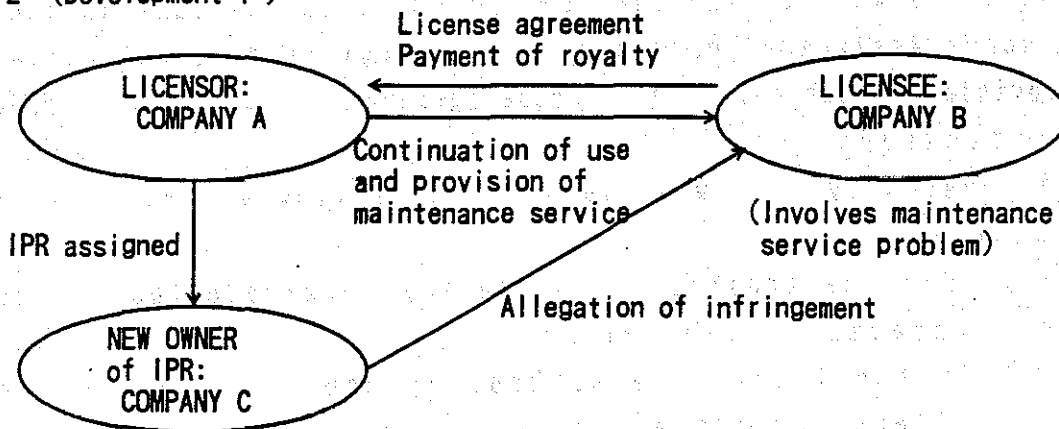 License agreement
Payment of royalty
LICENSOR:
COMPANY A
LICENSEE:
COMPANY B
Continuation of use
and provision of
maintenance service
(Involves maintenance
service problem)
IPR assigned
Allegation of infringement
NEW OWNER
of IPR:
COMPANY C